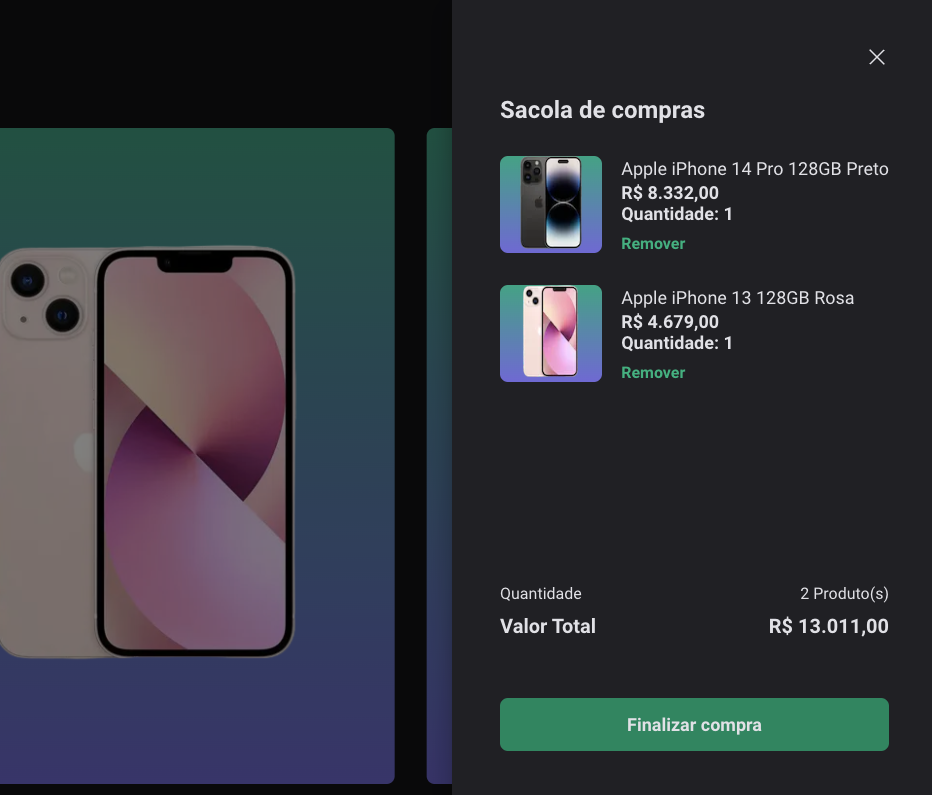 Sacola de compras
Apple iPhone 14 Pro 128GB Preto
R$ 8.332,00
Quantidade: 1
Remover
Apple iPhone 13 128GB Rosa
R$ 4.679,00
Quantidade: 1
Remover
Quantidade 2 Produto(s)
Valor Total R$ 13.011,00
Finalizar compra